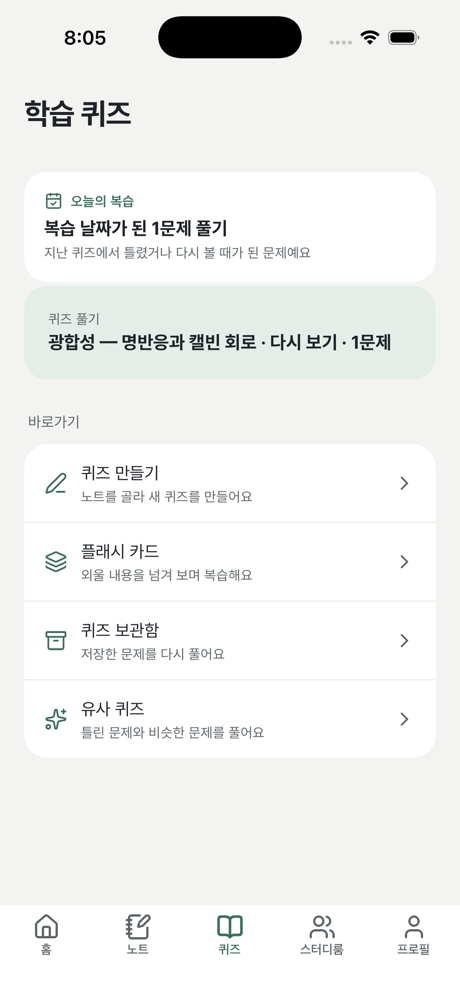 8:05
학습 퀴즈
오늘의 복습
복습 날짜가 된 1문제 풀기
지난 퀴즈에서 틀렸거나 다시 볼 때가 된 문제예요
퀴즈 풀기
광합성 — 명반응과 캘빈 회로 · 다시 보기 · 1문제
바로가기
퀴즈 만들기
노트를 골라 새 퀴즈를 만들어요
플래시 카드
외울 내용을 넘겨 보며 복습해요
퀴즈 보관함
저장한 문제를 다시 풀어요
유사 퀴즈
틀린 문제와 비슷한 문제를 풀어요
홈
노트
퀴즈
스터디룸
프로필